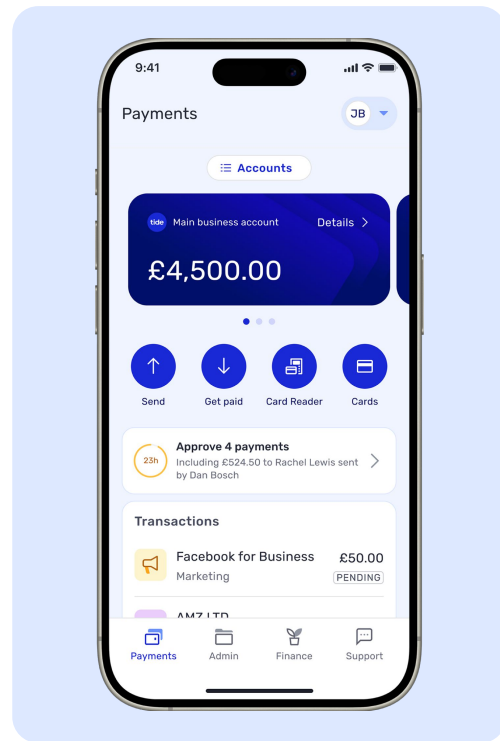 9:41
Payments
JB
Accounts
tide Main business account Details
£4,500.00
Send Get paid Card Reader Cards
23h
Approve 4 payments
Including £524.50 to Rachel Lewis sent
by Dan Bosch
Transactions
Facebook for Business £50.00
Marketing PENDING
AMZ LTD
Payments Admin Finance Support